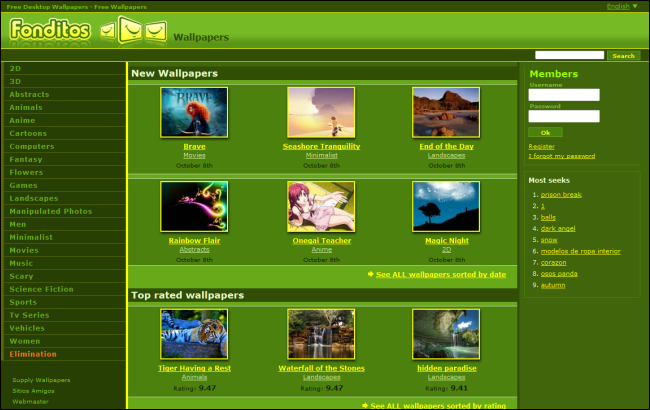 Free Desktop Wallpapers - Free Wallpapers
English ▼
Fonditos
Wallpapers
Search
2D
3D
Abstracts
Animals
Anime
Cartoons
Computers
Fantasy
Flowers
Games
Landscapes
Manipulated Photos
Men
Minimalist
Movies
Music
Scary
Science Fiction
Sports
Tv Series
Vehicles
Women
Elimination
Supply Wallpapers
Sitios Amigos
Webmaster
New Wallpapers
BRAVE
Brave
Movies
October 8th
Seashore Tranquility
Minimalist
October 8th
End of the Day
Landscapes
October 8th
Rainbow Flair
Abstracts
October 8th
Onegai Teacher
Anime
October 8th
Magic Night
2D
October 8th
See ALL wallpapers sorted by date
Top rated wallpapers
Tiger Having a Rest
Animals
Rating: 9.47
Waterfall of the Stones
Landscapes
Rating: 9.47
hidden paradise
Landscapes
Rating: 9.41
See ALL wallpapers sorted by rating
Members
Username
Password
Ok
Register
I forgot my password
Most seeks
1. prison break
2. 1
3. bells
4. dark angel
5. snow
6. modelos de ropa interior
7. corazon
8. osos panda
9. autumn